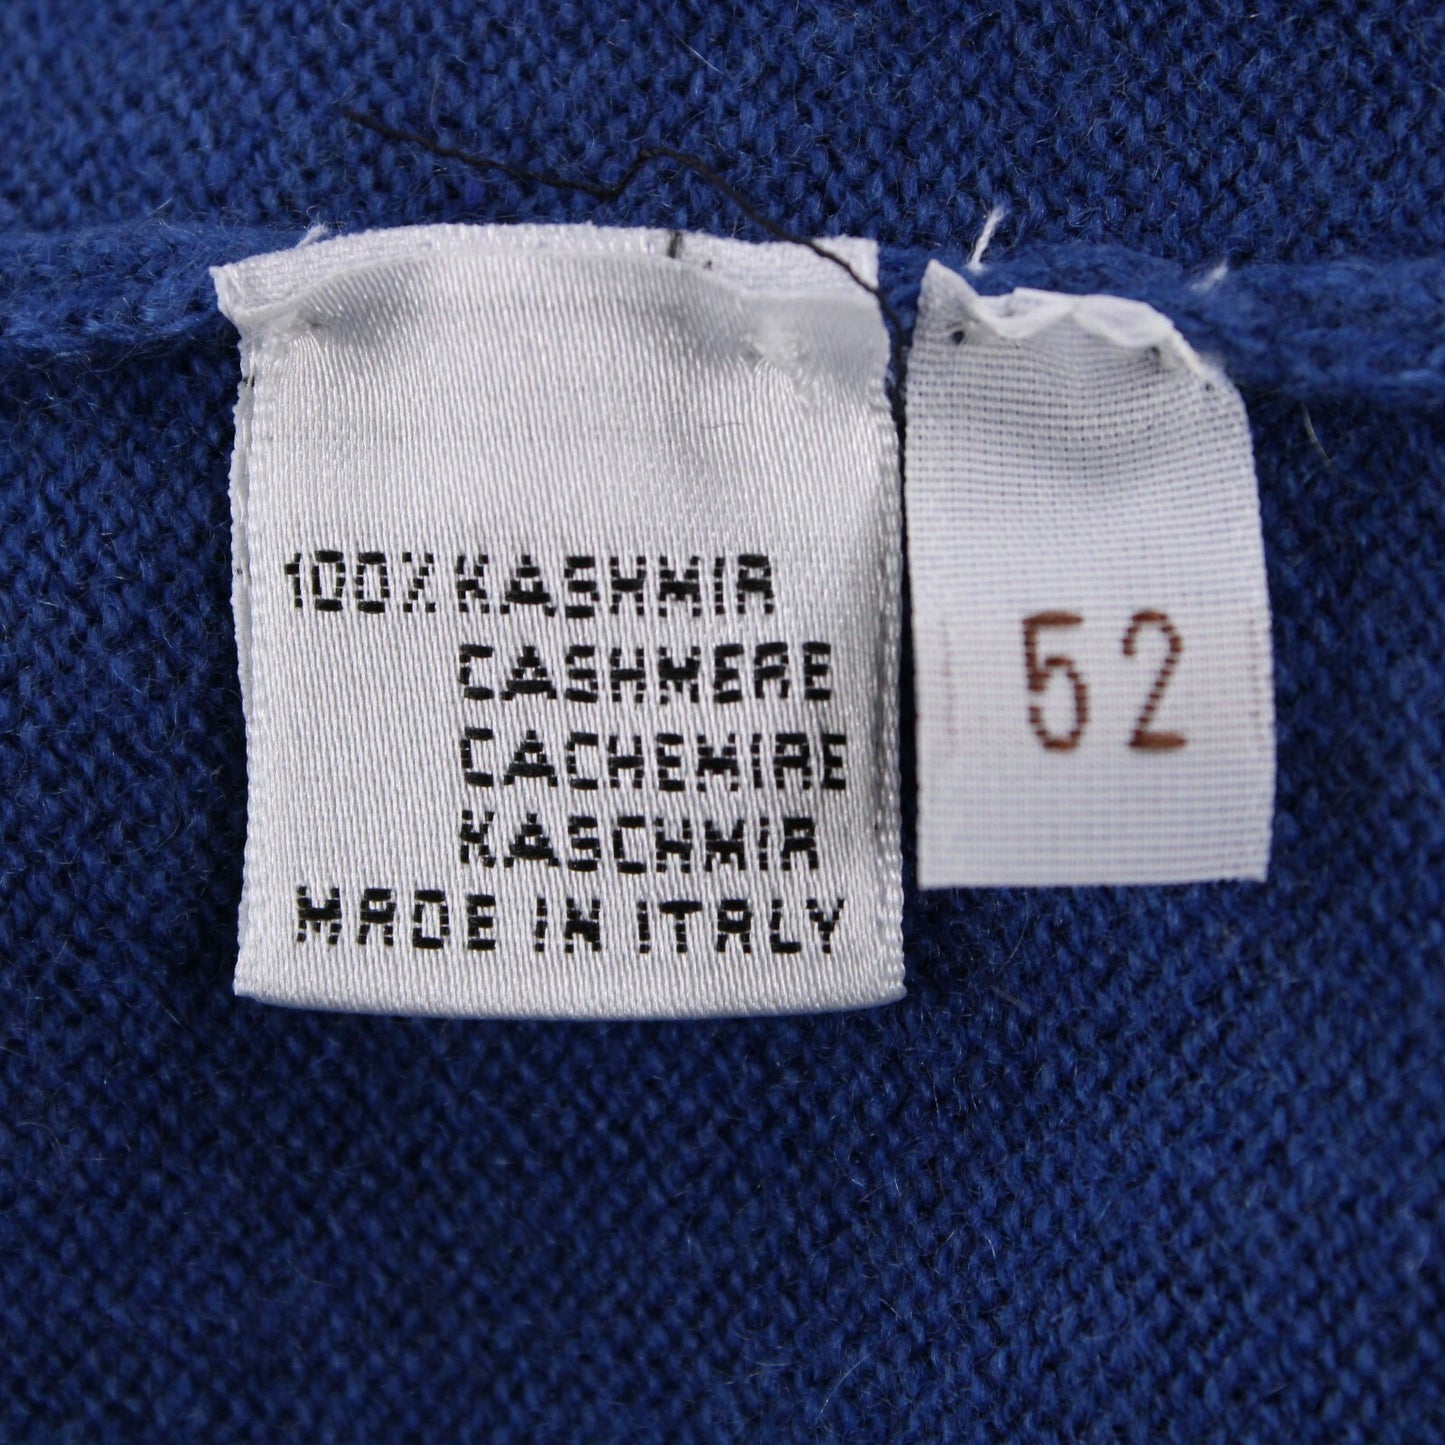 100% KASHMIR
CASHMERE
CACHEMIRE
KASCHMIR
MADE IN ITALY
52